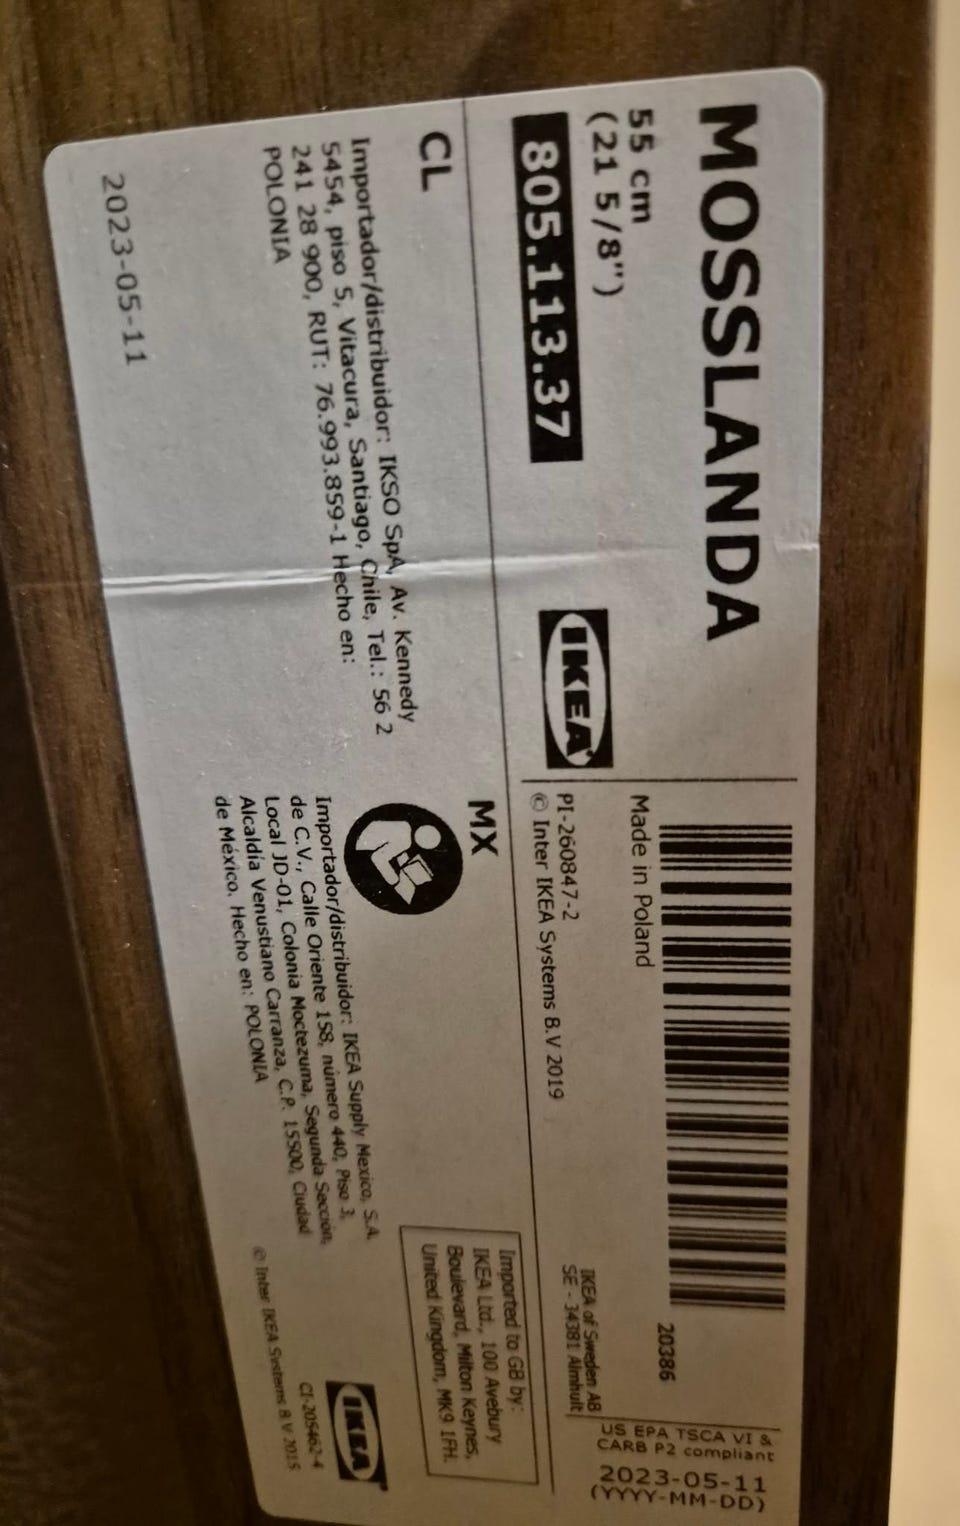 MOSSLANDA
55 cm
(21 5/8")
805.113.37
IKEA
Made in Poland
PI-260847-2
© Inter IKEA Systems B.V 2019
20386
IKEA of Sweden AB
SE - 34381 Älmhult
US EPA TSCA VI &
CARB P2 compliant
2023-05-11
(YYYY-MM-DD)
CL
Importador/distribuidor: IKSO SpA, Av. Kennedy
5454, piso 5, Vitacura, Santiago, Chile, Tel.: 56 2
241 28 900, RUT: 76.993.859-1 Hecho en:
POLONIA
2023-05-11
MX
Importador/distribuidor: IKEA Supply Mexico, S.A.
de C.V., Calle Oriente 158, número 440, Piso 3,
Local JD-01, Colonia Moctezuma, Segunda Sección,
Alcaldía Venustiano Carranza, C.P. 15500, Ciudad
de México. Hecho en: POLONIA
Imported to GB by:
IKEA Ltd., 100 Avebury
Boulevard, Milton Keynes,
United Kingdom, MK9 1FH.
IKEA
CI-205462-4
© Inter IKEA Systems B.V 2015